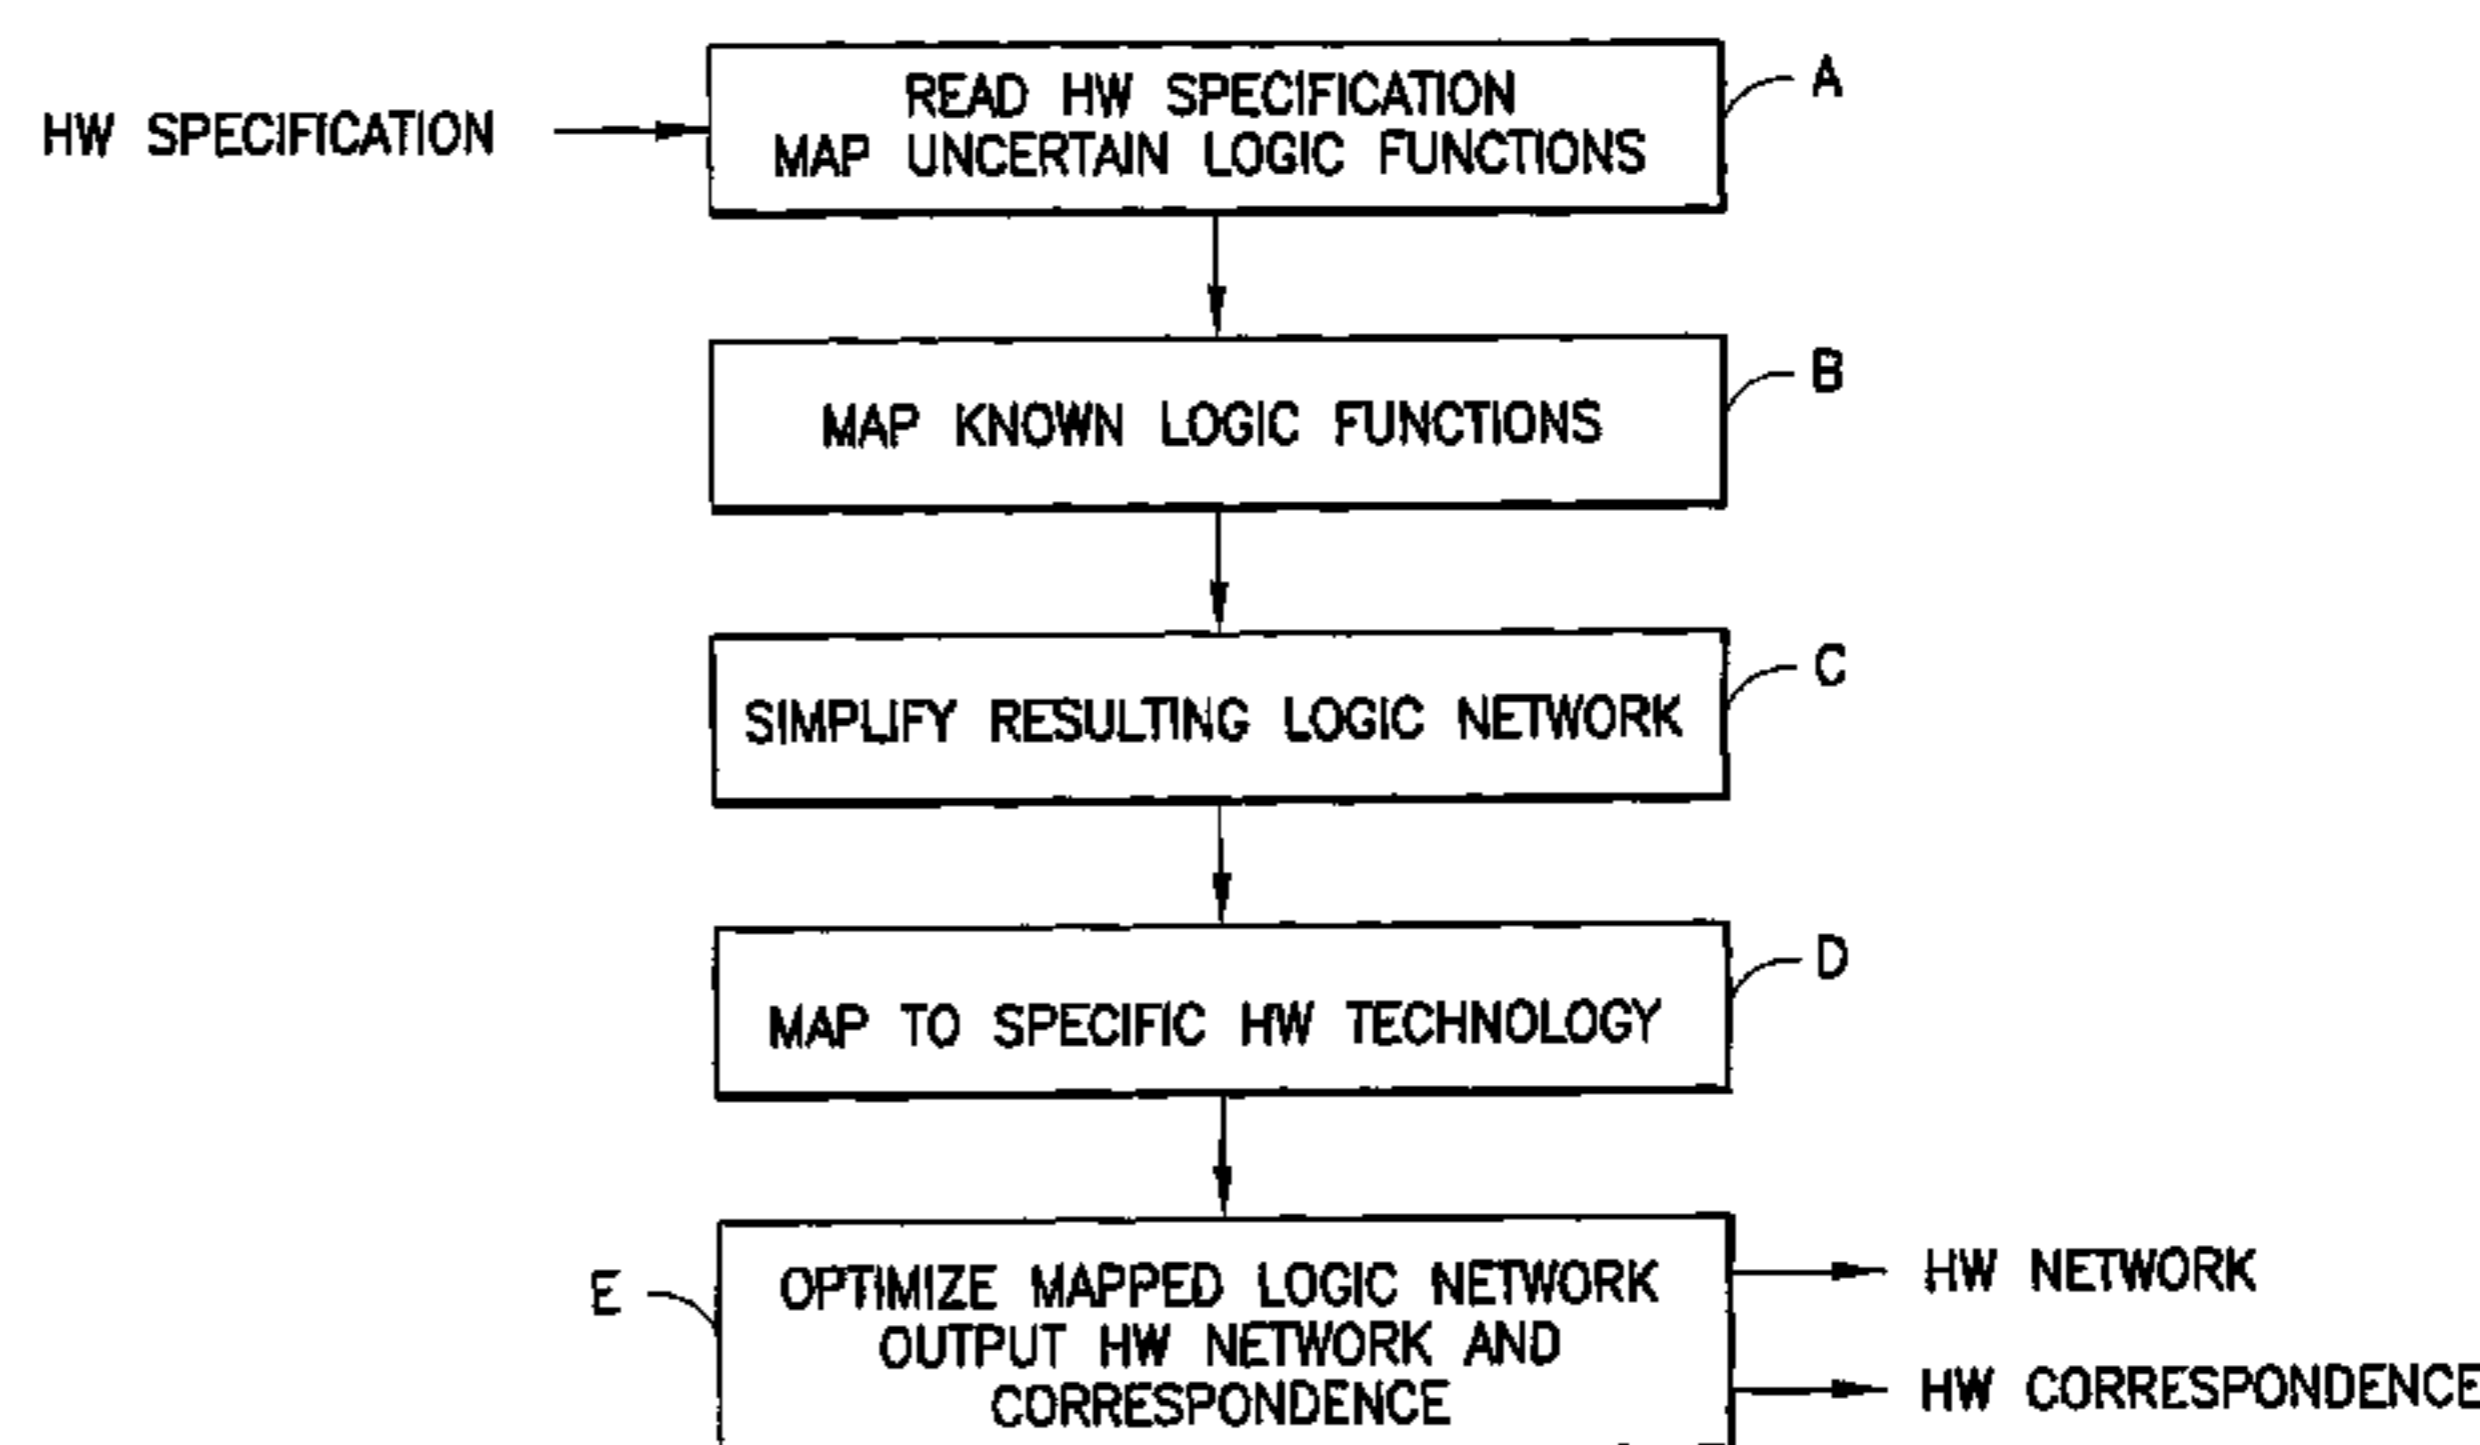 READ HW SPECIFICATION
A
HW SPECIFICATION
MAP UNCERTAIN LOGIC FUNCTIONS
B
MAP KNOWN LOGIC FUNCTIONS
C
SIMPLIFY RESULTING LOGIC NETWORK
D
MAP TO SPECIFIC HW TECHNOLOGY
E
OPTIMIZE MAPPED LOGIC NETWORK
HW NETWORK
OUTPUT HW NETWORK AND
CORRESPONDENCE
HW CORRESPONDENCE